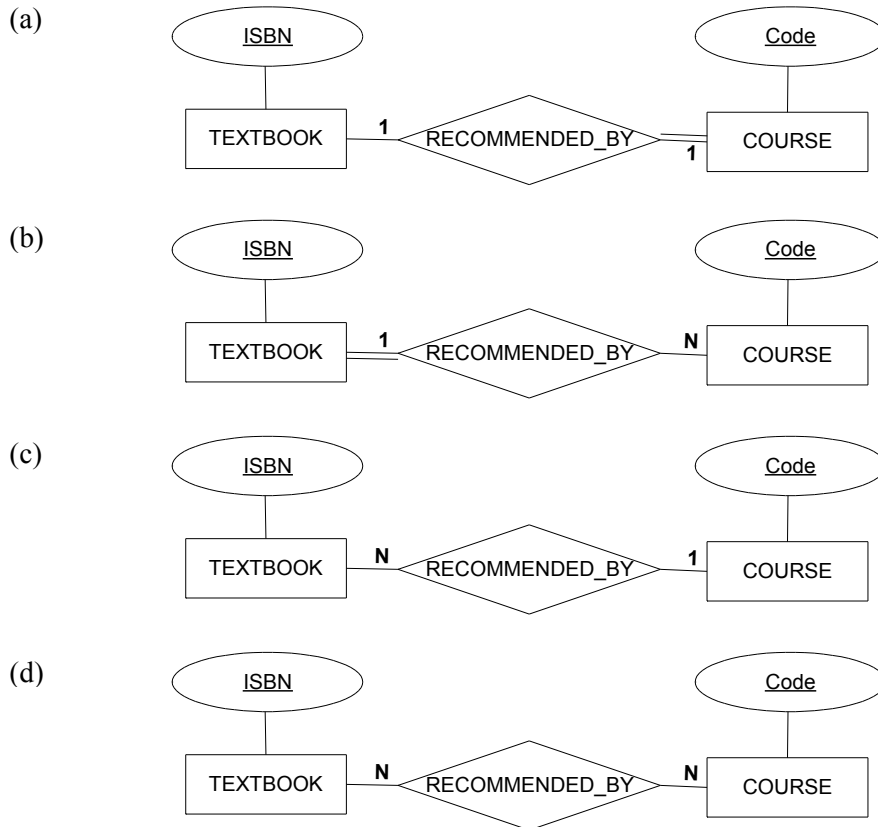 (a)
ISBN
Code
TEXTBOOK
1
RECOMMENDED_BY
1
COURSE
(b)
ISBN
Code
TEXTBOOK
1
RECOMMENDED_BY
N
COURSE
(c)
ISBN
Code
TEXTBOOK
N
RECOMMENDED_BY
1
COURSE
(d)
ISBN
Code
TEXTBOOK
N
RECOMMENDED_BY
N
COURSE